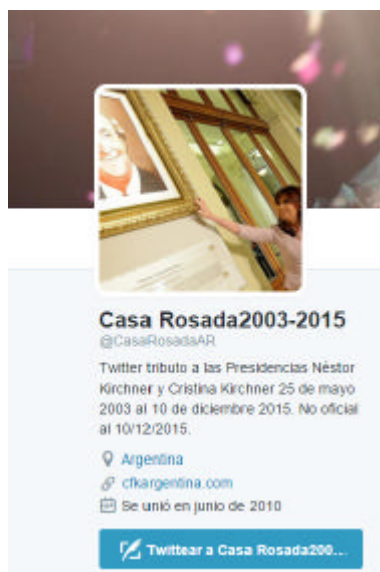 Casa Rosada2003-2015
@CasaRosadaAR
Twitter tributo a las Presidencias Néstor
Kirchner y Cristina Kirchner 25 de mayo
2003 al 10 de diciembre 2015. No oficial
al 10/12/2015.
Argentina
cfkargentina.com
Se unió en junio de 2010
Twittear a Casa Rosada200...